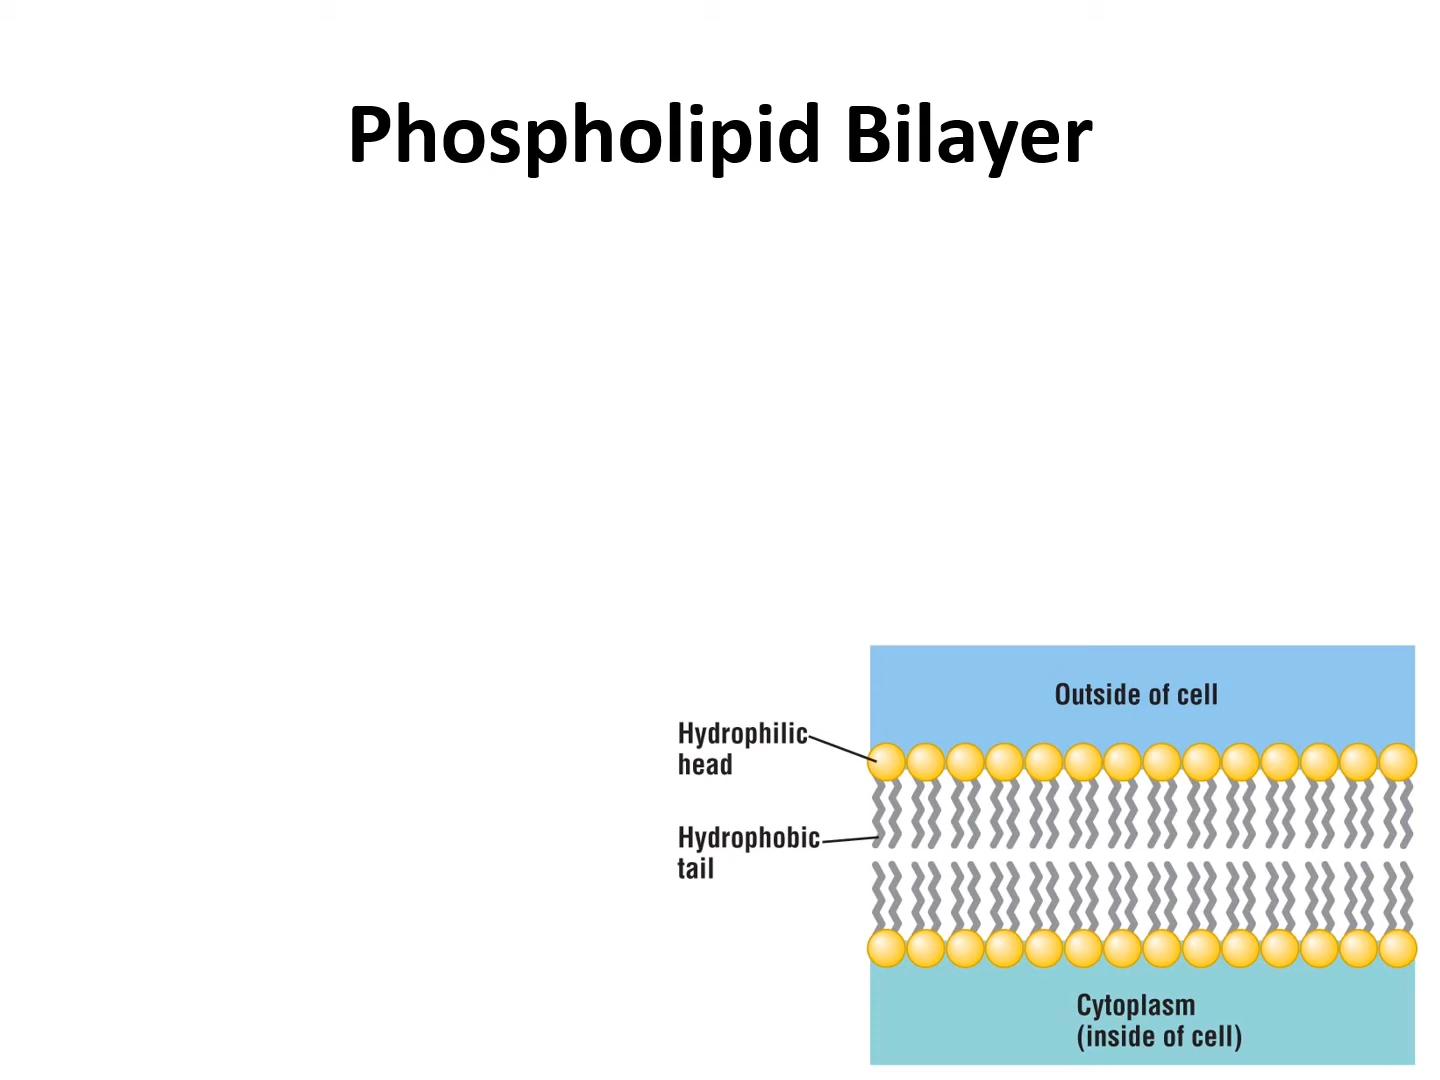 Phospholipid Bilayer
Outside of cell
Hydrophilic
head
Hydrophobic
tail
Cytoplasm
(inside of cell)